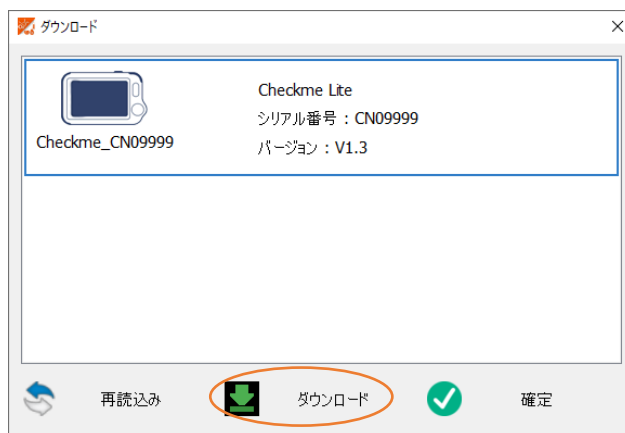 ダウンロード
Checkme Lite
シリアル番号：CN09999
Checkme_CN09999
バージョン：V1.3
再読込み
ダウンロード
確定